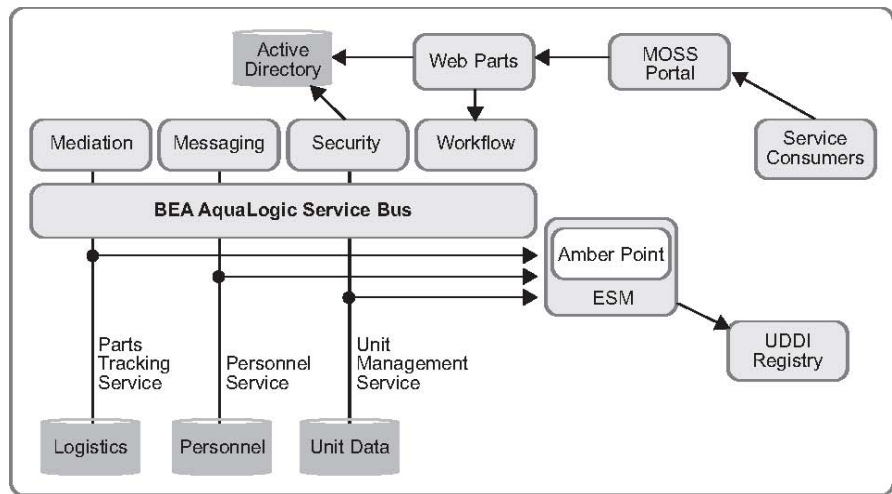 Active
Directory
Web Parts
MOSS
Portal
Mediation
Messaging
Security
Workflow
Service
Consumers
BEA AquaLogic Service Bus
Amber Point
ESM
Parts
Tracking
Service
Personnel
Service
Unit
Management
Service
UDDI
Registry
Logistics
Personnel
Unit Data